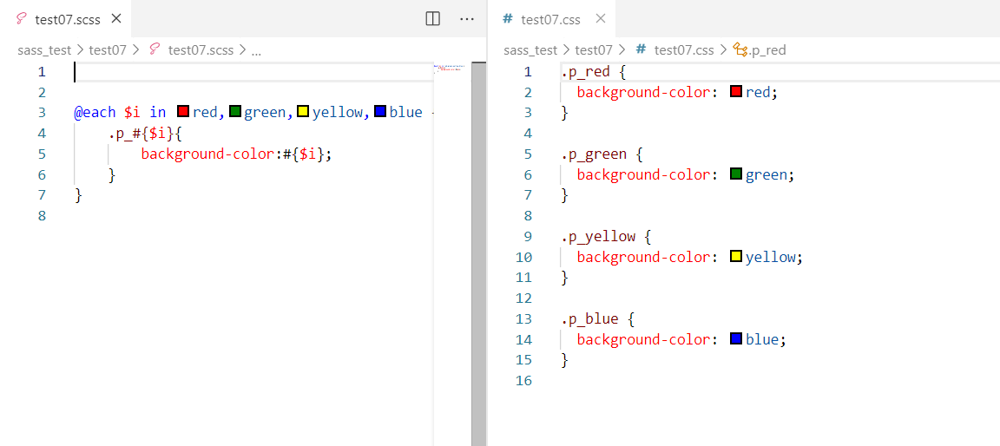 test07.scss
sass_test > test07 > test07.scss > ...
1
2
3 @each $i in red,green,yellow,blue
4 .p_#{$i}{
5 background-color:#{$i};
6 }
7 }
8
# test07.css
sass_test > test07 > # test07.css > .p_red
1 .p_red {
2 background-color: red;
3 }
4
5 .p_green {
6 background-color: green;
7 }
8
9 .p_yellow {
10 background-color: yellow;
11 }
12
13 .p_blue {
14 background-color: blue;
15 }
16